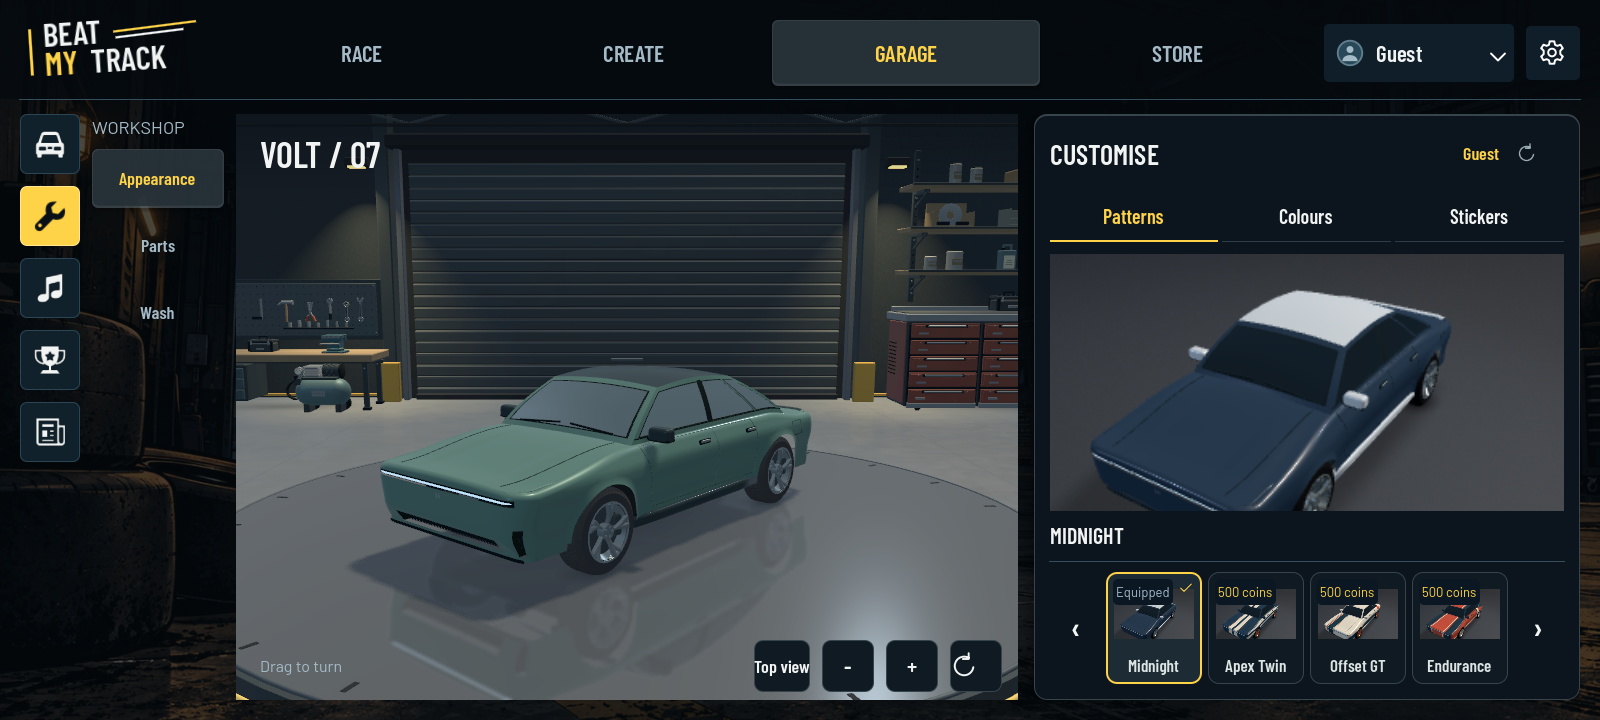 BEAT
MY TRACK
RACE
CREATE
GARAGE
STORE
Guest
WORKSHOP
Appearance
Parts
Wash
VOLT / 07
Drag to turn
Top view
-
+
CUSTOMISE
Guest
Patterns
Colours
Stickers
MIDNIGHT
‹
Equipped
Midnight
500 coins
Apex Twin
500 coins
Offset GT
500 coins
Endurance
›